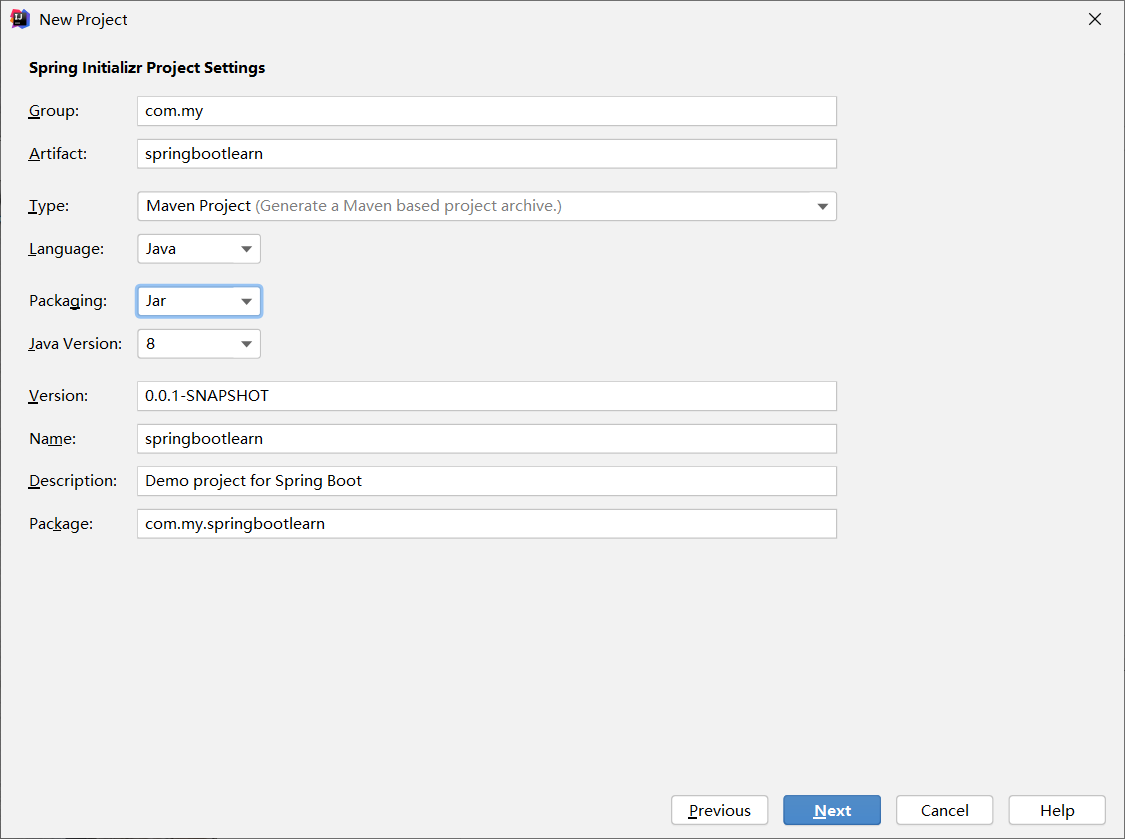 New Project
Spring Initializr Project Settings
Group: com.my
Artifact: springbootlearn
Type: Maven Project (Generate a Maven based project archive.)
Language: Java
Packaging: Jar
Java Version: 8
Version: 0.0.1-SNAPSHOT
Name: springbootlearn
Description: Demo project for Spring Boot
Package: com.my.springbootlearn
Previous Next Cancel Help